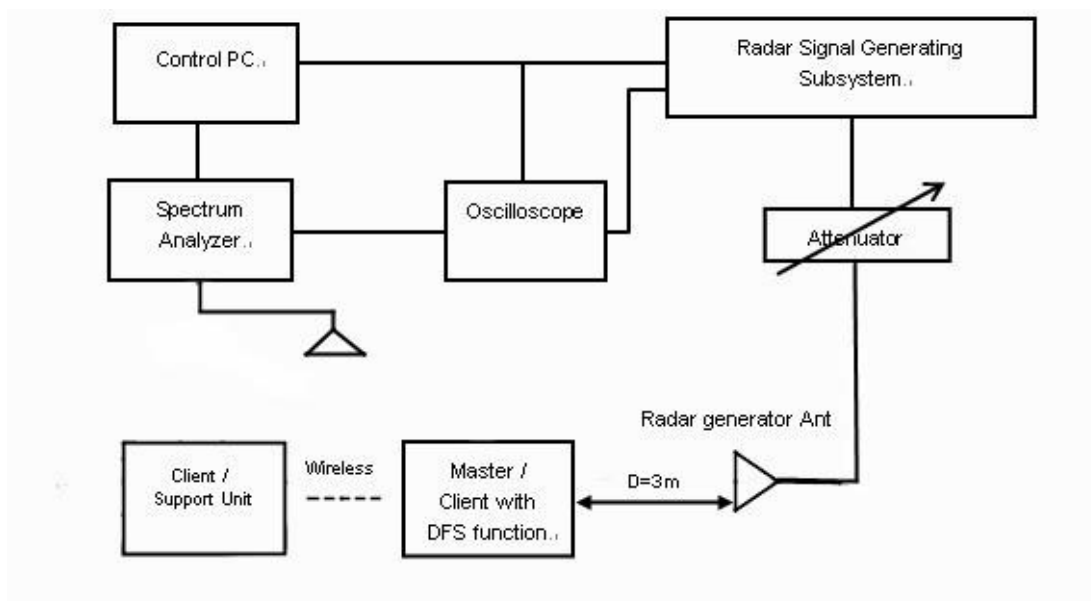 Control PC.
Radar Signal Generating
Subsystem.
Spectrum
Analyzer.
Oscilloscope
Attenuator
Radar generator Ant
Client /
Support Unit
Wireless
Master /
Client with
DFS function.
D=3m